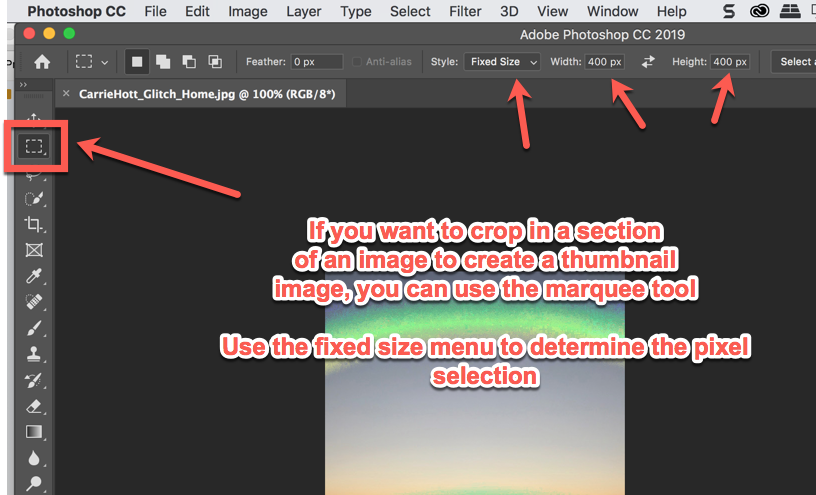 Photoshop CC File Edit Image Layer Type Select Filter 3D View Window Help
Adobe Photoshop CC 2019
Feather: 0 px Anti-alias Style: Fixed Size Width: 400 px Height: 400 px Select
× CarrieHott_Glitch_Home.jpg @ 100% (RGB/8*)
If you want to crop in a section
of an image to create a thumbnail
image, you can use the marquee tool
Use the fixed size menu to determine the pixel
selection